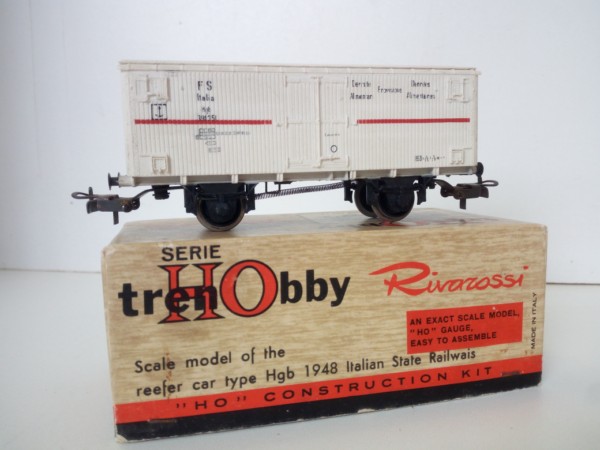 FS
Italia
Hgb
SERIE
trenHObby
Rivarossi
AN EXACT SCALE MODEL,
"HO" GAUGE,
EASY TO ASSEMBLE
MADE IN ITALY
Scale model of the
reefer car type Hgb 1948 Italian State Railwais
"HO" CONSTRUCTION KIT